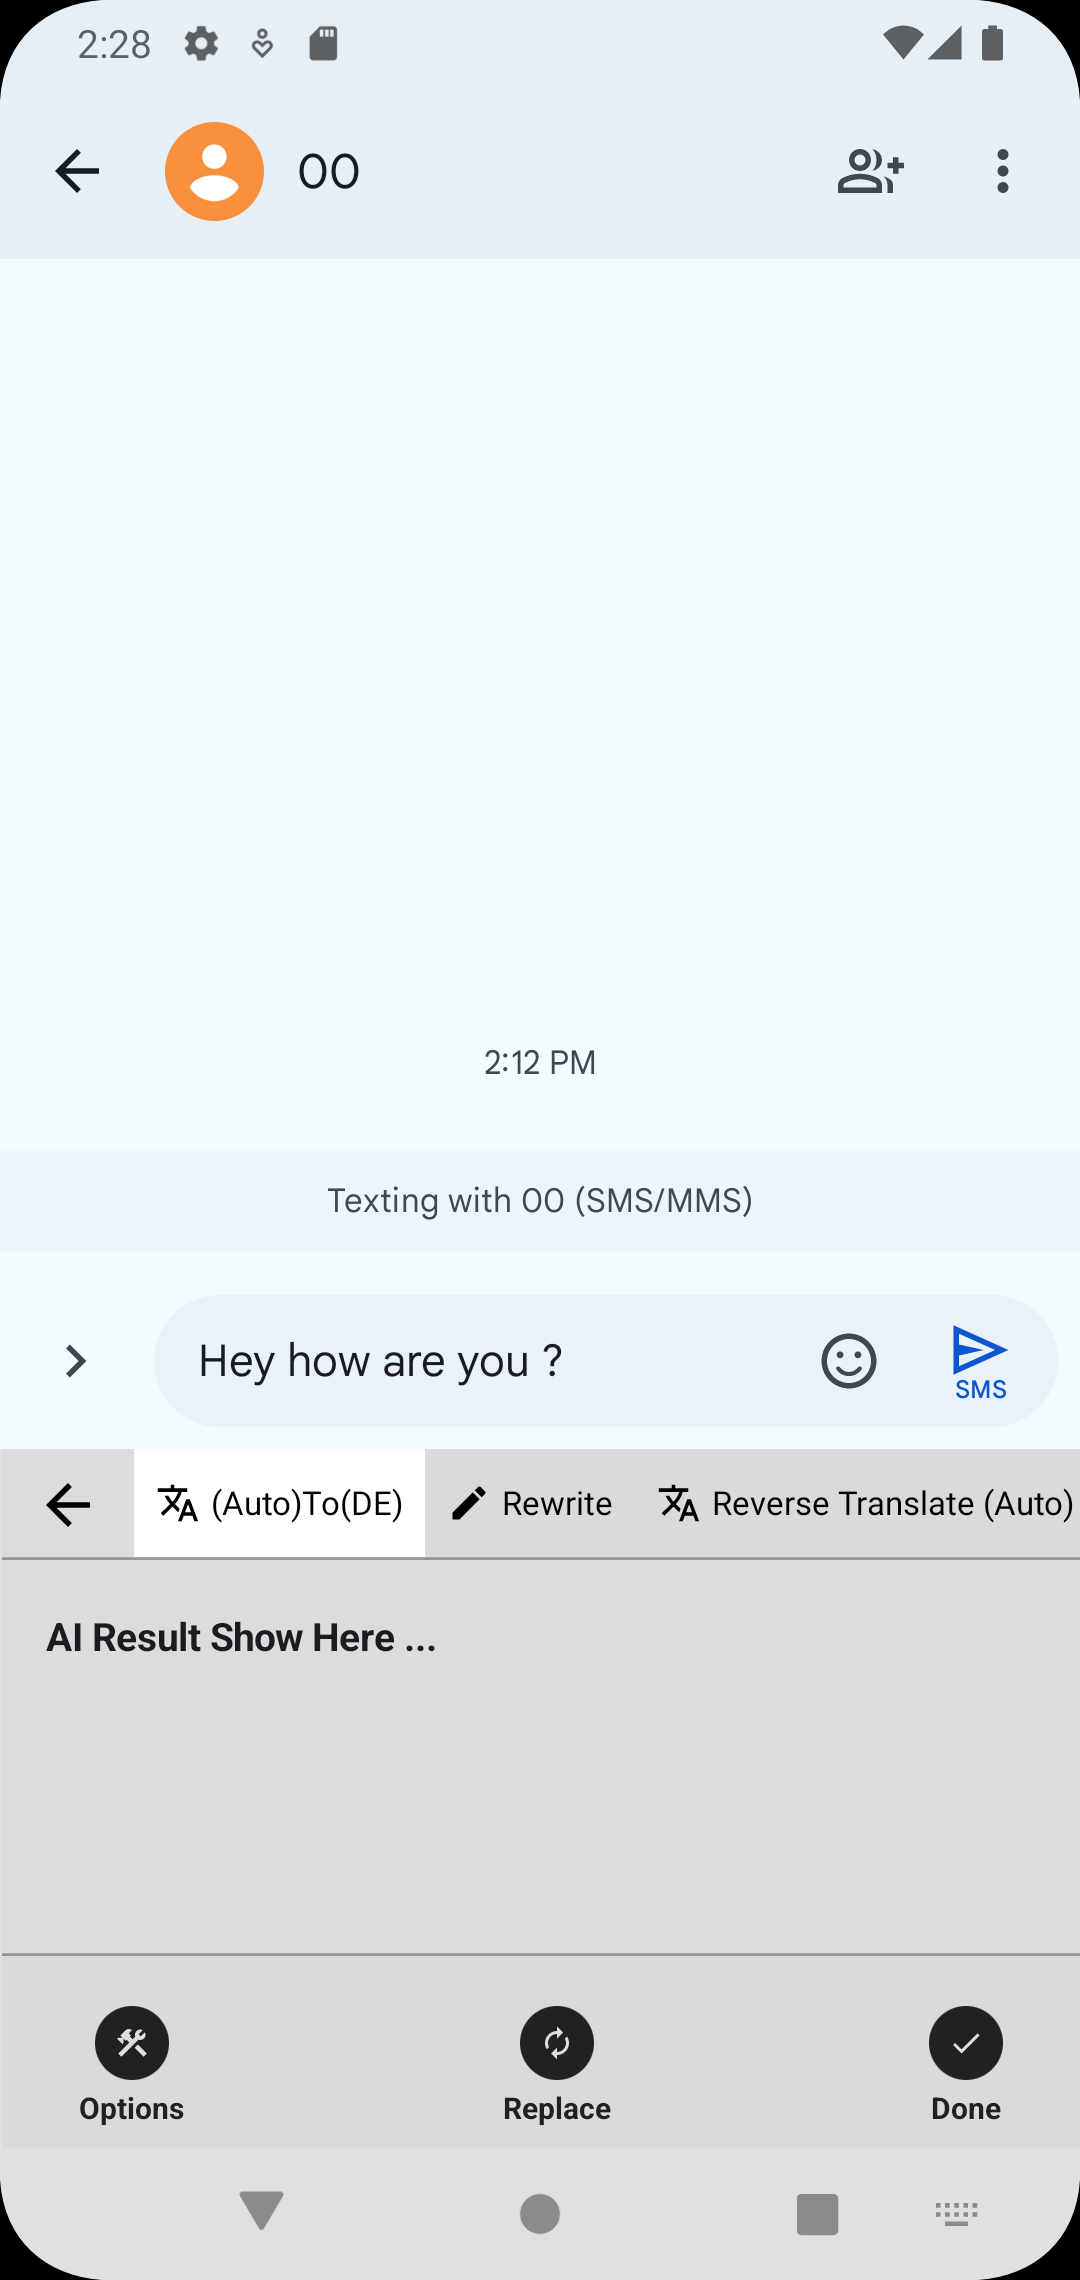 2:28
00
2:12 PM
Texting with 00 (SMS/MMS)
Hey how are you ?
SMS
(Auto)To(DE)
Rewrite
Reverse Translate (Auto)
AI Result Show Here ...
Options
Replace
Done